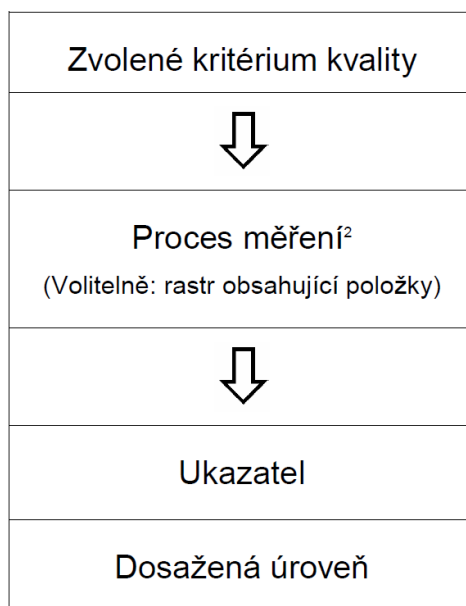 Zvolené kritérium kvality
Proces měření²
(Volitelně: rastr obsahující položky)
Ukazatel
Dosažená úroveň